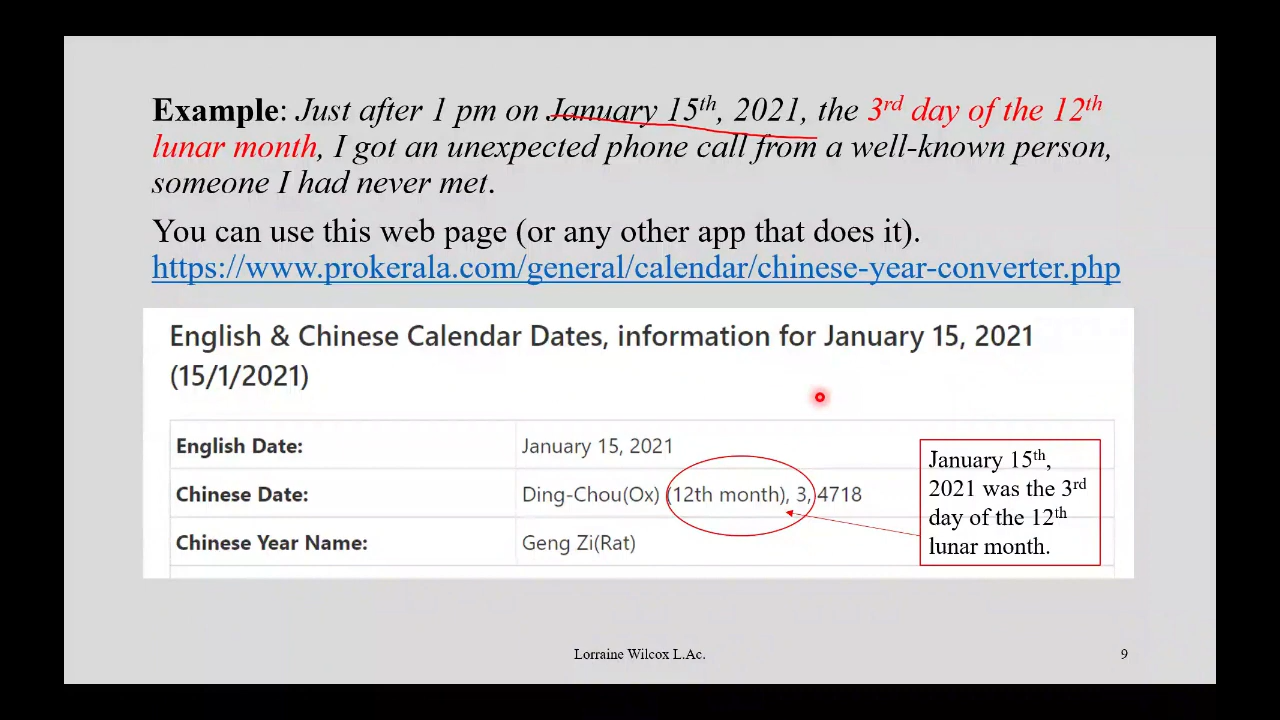 Example: Just after 1 pm on January 15th, 2021, the 3rd day of the 12th
lunar month, I got an unexpected phone call from a well-known person,
someone I had never met.
You can use this web page (or any other app that does it).
https://www.prokerala.com/general/calendar/chinese-year-converter.php
English & Chinese Calendar Dates, information for January 15, 2021
(15/1/2021)
English Date: January 15, 2021
Chinese Date: Ding-Chou(Ox) (12th month), 3, 4718
Chinese Year Name: Geng Zi(Rat)
January 15th,
2021 was the 3rd
day of the 12th
lunar month.
Lorraine Wilcox L.Ac. 9